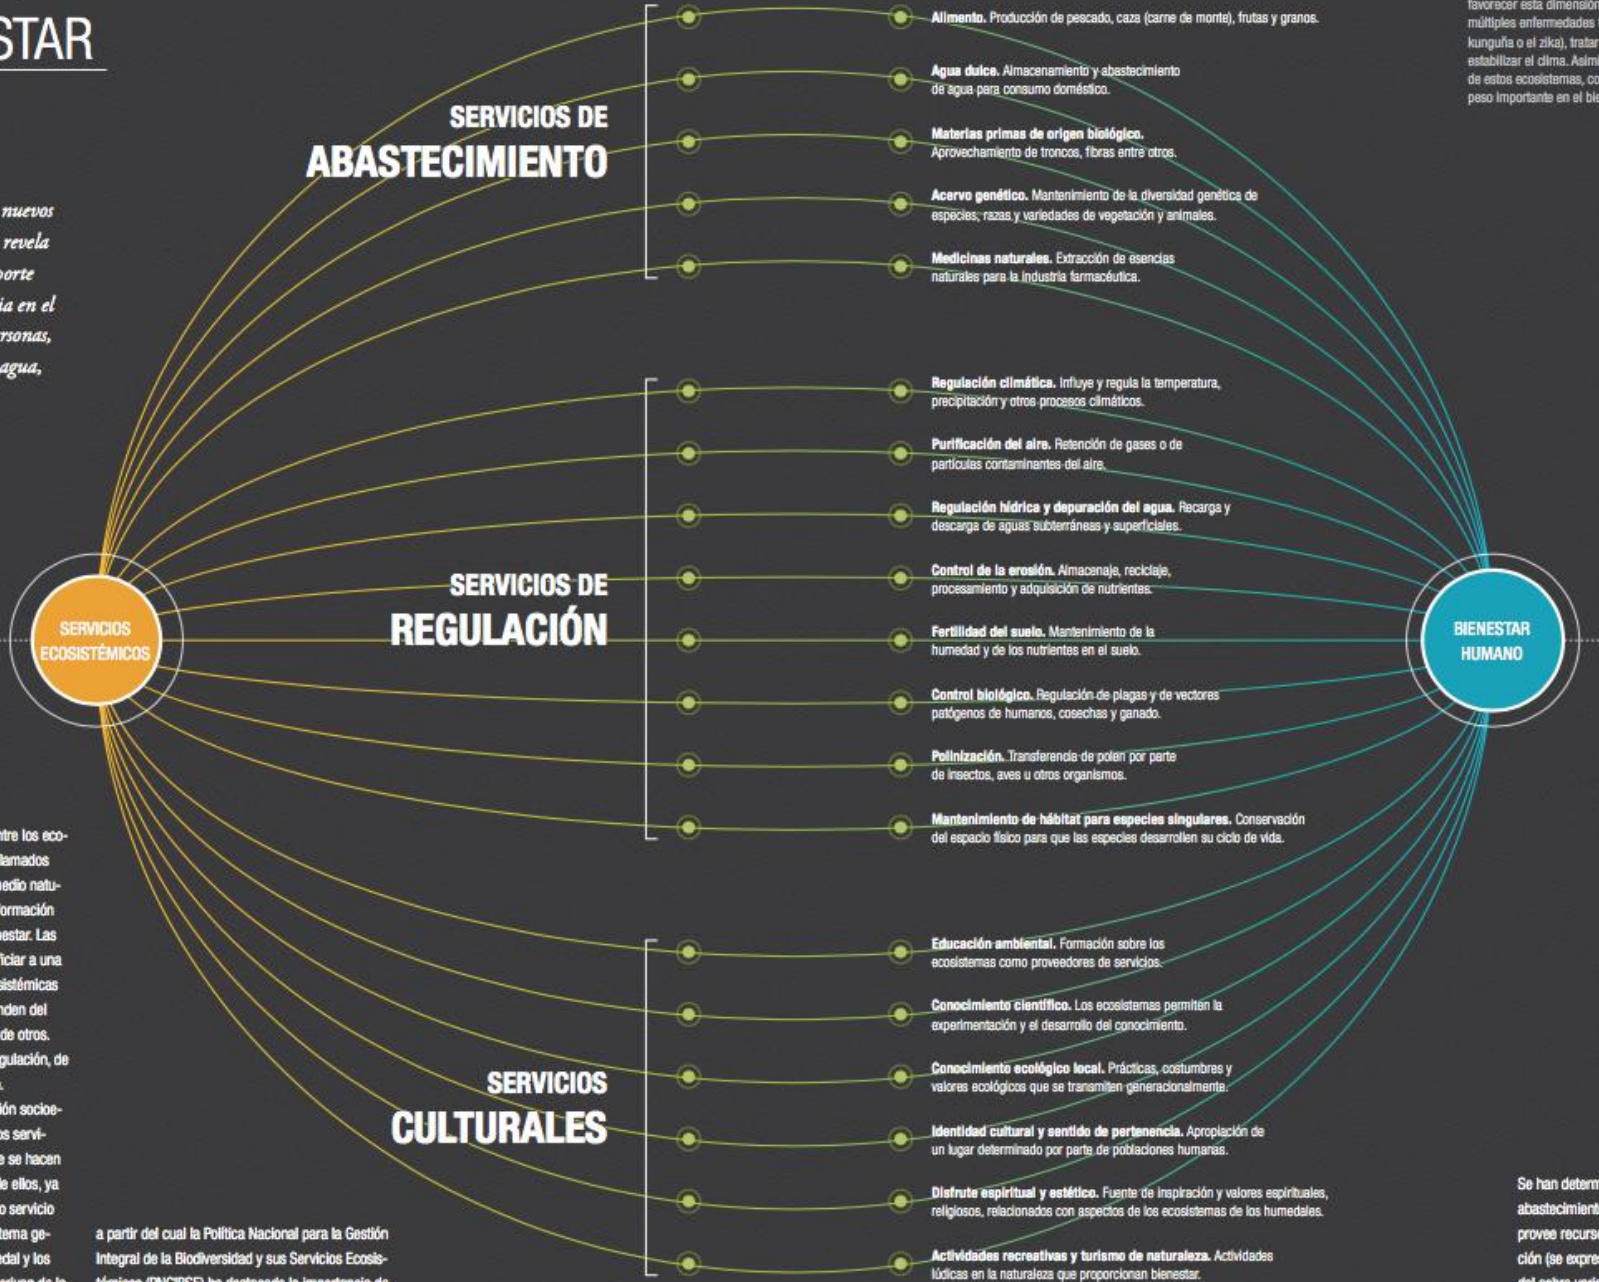 STAR
nuevos
revela
porte
ia en el
rsonas,
agua,
SERVICIOS
ECOSISTÉMICOS
ntre los eco-
llamados
medio natu-
formación
nestar. Las
ficiar a una
sistémicas
nden del
de otros.
gulación, de
ión socioe-
os servi-
e se hacen
de ellos, ya
o servicio
tema ge-
edal y los
a partir del cual la Política Nacional para la Gestión
Integral de la Biodiversidad y sus Servicios Ecosis-
SERVICIOS DE
ABASTECIMIENTO
Alimento. Producción de pescado, caza (carne de monte), frutas y granos.
Agua dulce. Almacenamiento y abastecimiento
de agua para consumo doméstico.
Materias primas de origen biológico.
Aprovechamiento de troncos, fibras entre otros.
Acervo genético. Mantenimiento de la diversidad genética de
especies, razas y variedades de vegetación y animales.
Medicinas naturales. Extracción de esencias
naturales para la industria farmacéutica.
SERVICIOS DE
REGULACIÓN
Regulación climática. Influye y regula la temperatura,
precipitación y otros procesos climáticos.
Purificación del aire. Retención de gases o de
partículas contaminantes del aire.
Regulación hídrica y depuración del agua. Recarga y
descarga de aguas subterráneas y superficiales.
Control de la erosión. Almacenaje, reciclaje,
procesamiento y adquisición de nutrientes.
Fertilidad del suelo. Mantenimiento de la
humedad y de los nutrientes en el suelo.
Control biológico. Regulación de plagas y de vectores
patógenos de humanos, cosechas y ganado.
Polinización. Transferencia de polen por parte
de insectos, aves u otros organismos.
Mantenimiento de hábitat para especies singulares. Conservación
del espacio físico para que las especies desarrollen su ciclo de vida.
SERVICIOS
CULTURALES
Educación ambiental. Formación sobre los
ecosistemas como proveedores de servicios.
Conocimiento científico. Los ecosistemas permiten la
experimentación y el desarrollo del conocimiento.
Conocimiento ecológico local. Prácticas, costumbres y
valores ecológicos que se transmiten generacionalmente.
Identidad cultural y sentido de pertenencia. Apropiación de
un lugar determinado por parte de poblaciones humanas.
Disfrute espiritual y estético. Fuente de inspiración y valores espirituales,
religiosos, relacionados con aspectos de los ecosistemas de los humedales.
Actividades recreativas y turismo de naturaleza. Actividades
lúdicas en la naturaleza que proporcionan bienestar.
BIENESTAR
HUMANO
favorecer esta dimensión
múltiples enfermedades
kunguña o el zika), tratar
estabilizar el clima. Asim
de estos ecosistemas, co
peso importante en el bie
Se han determ
abastecimient
provee recurs
ción (se expre